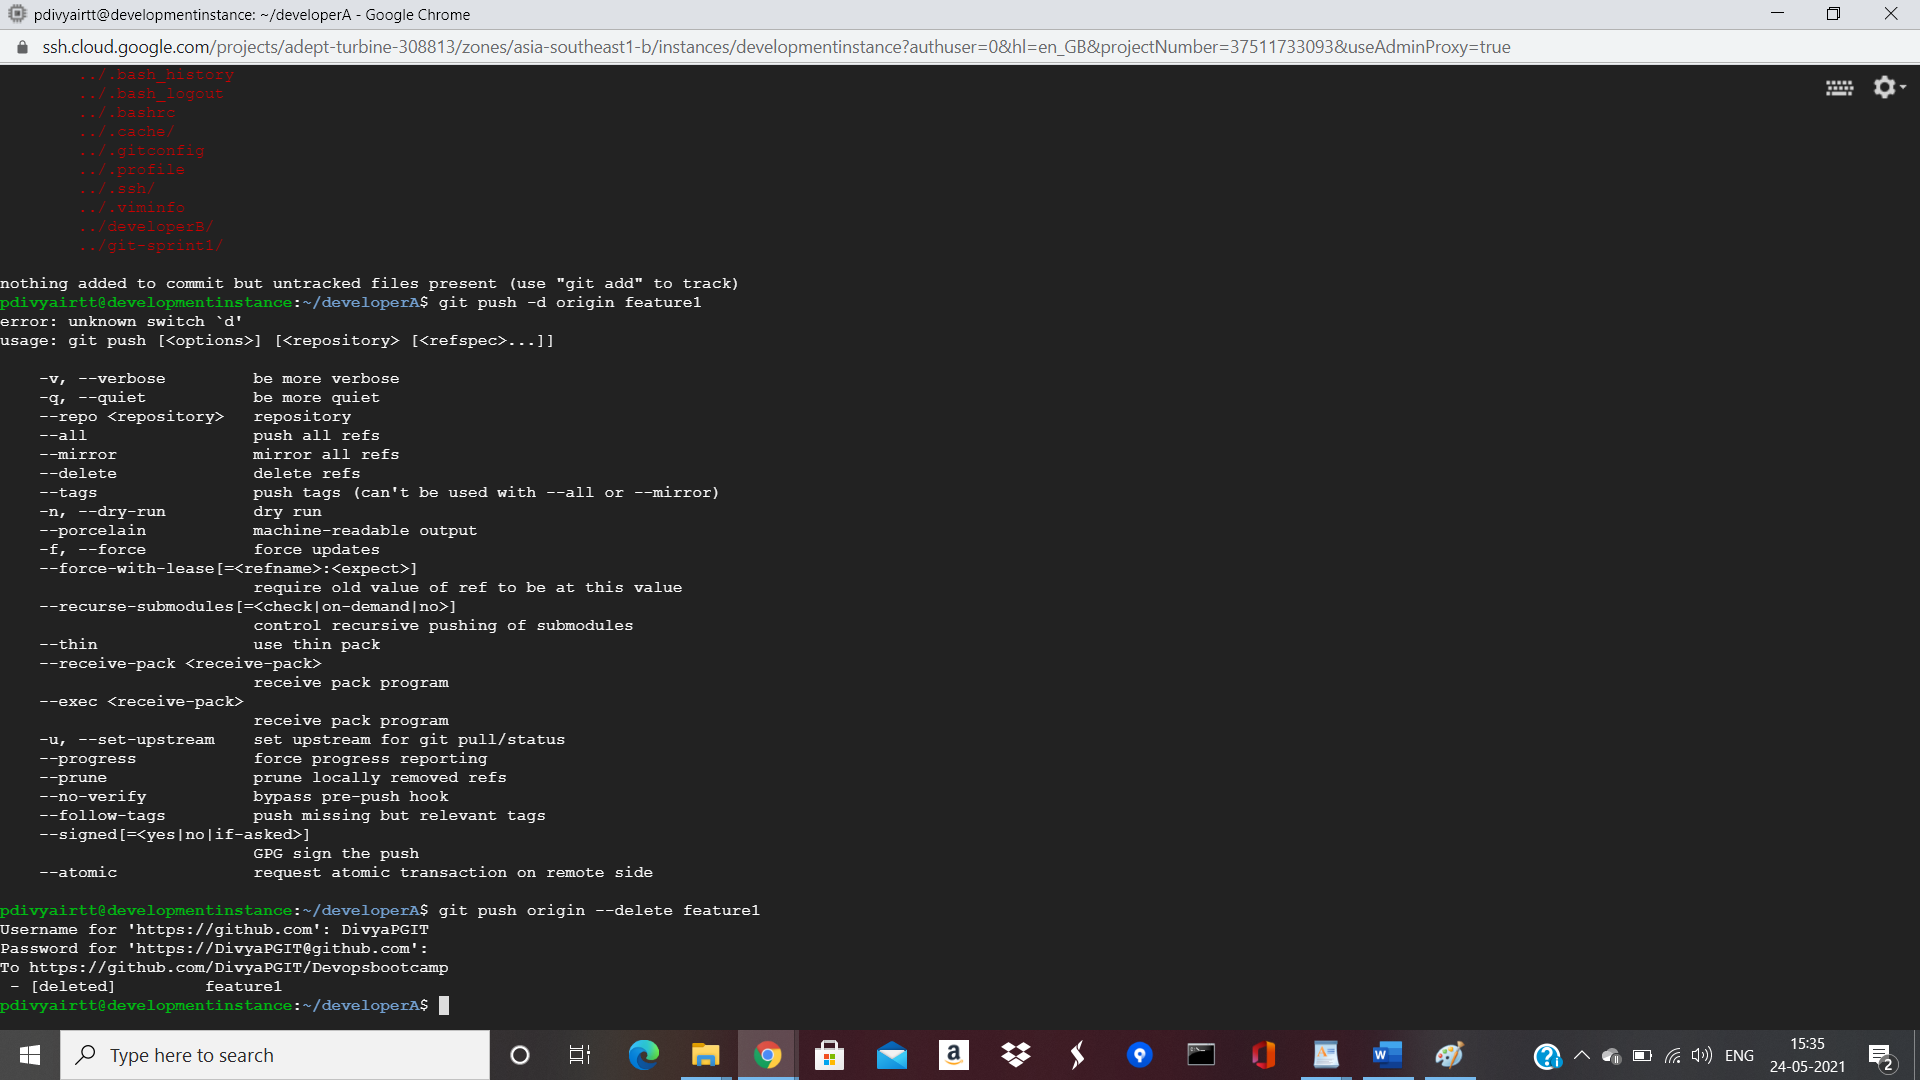 pdivyairtt@developmentinstance: ~/developerA - Google Chrome
ssh.cloud.google.com/projects/adept-turbine-308813/zones/asia-southeast1-b/instances/developmentinstance?authuser=0&hl=en_GB&projectNumber=37511733093&useAdminProxy=true
../.bash_history
../.bash_logout
../.bashrc
../.cache/
../.gitconfig
../.profile
../.ssh/
../.viminfo
../developerB/
../git-sprint1/
nothing added to commit but untracked files present (use "git add" to track)
pdivyairtt@developmentinstance:~/developerA$ git push -d origin feature1
error: unknown switch `d'
usage: git push [<options>] [<repository> [<refspec>...]]
-v, --verbose be more verbose
-q, --quiet be more quiet
--repo <repository> repository
--all push all refs
--mirror mirror all refs
--delete delete refs
--tags push tags (can't be used with --all or --mirror)
-n, --dry-run dry run
--porcelain machine-readable output
-f, --force force updates
--force-with-lease[=<refname>:<expect>]
require old value of ref to be at this value
--recurse-submodules[=<check|on-demand|no>]
control recursive pushing of submodules
--thin use thin pack
--receive-pack <receive-pack>
receive pack program
--exec <receive-pack>
receive pack program
-u, --set-upstream set upstream for git pull/status
--progress force progress reporting
--prune prune locally removed refs
--no-verify bypass pre-push hook
--follow-tags push missing but relevant tags
--signed[=<yes|no|if-asked>]
GPG sign the push
--atomic request atomic transaction on remote side
pdivyairtt@developmentinstance:~/developerA$ git push origin --delete feature1
Username for 'https://github.com': DivyaPGIT
Password for 'https://DivyaPGIT@github.com':
To https://github.com/DivyaPGIT/Devopsbootcamp
- [deleted] feature1
pdivyairtt@developmentinstance:~/developerA$
Type here to search
ENG
15:35
24-05-2021
2